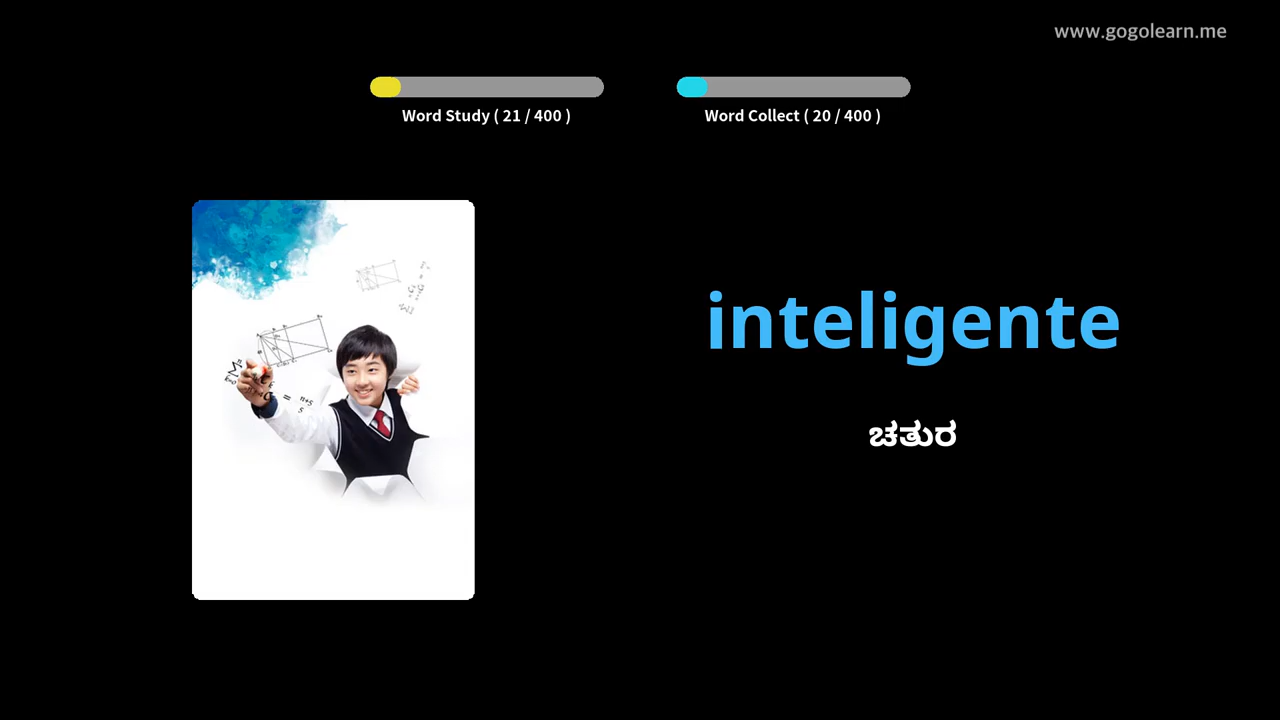 www.gogolearn.me
Word Study ( 21 / 400 )
Word Collect ( 20 / 400 )
inteligente
ಚತುರ